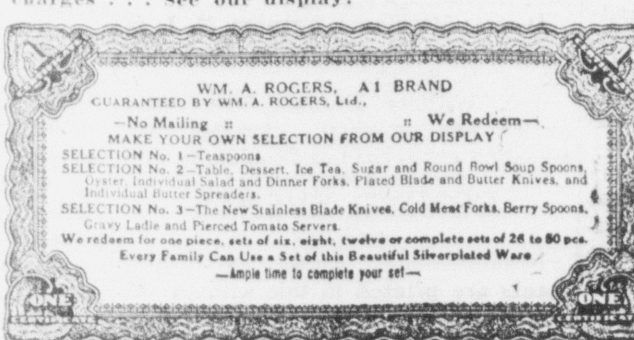 charges . . . see our display.
WM. A. ROGERS, A1 BRAND
GUARANTEED BY WM. A. ROGERS, Ltd.,
—No Mailing :: :: We Redeem—
MAKE YOUR OWN SELECTION FROM OUR DISPLAY
SELECTION No. 1—Teaspoons
SELECTION No. 2—Table, Dessert, Ice Tea, Sugar and Round Bowl Soup Spoons,
Oyster, Individual Salad and Dinner Forks, Plated Blade and Butter Knives, and
Individual Butter Spreaders.
SELECTION No. 3—The New Stainless Blade Knives, Cold Meat Forks, Berry Spoons,
Gravy Ladle and Pierced Tomato Servers.
We redeem for one piece, sets of six, eight, twelve or complete sets of 26 to 50 pcs.
Every Family Can Use a Set of this Beautiful Silverplated Ware
—Ample time to complete your set—
ONE ONE